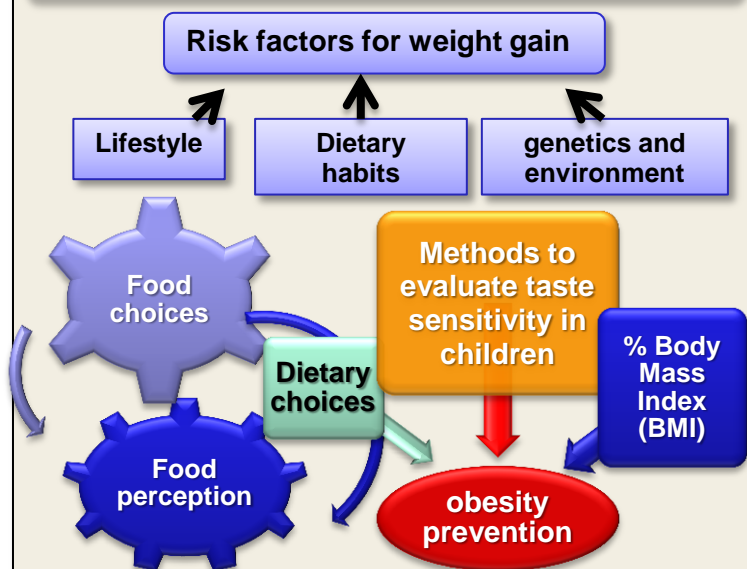 Risk factors for weight gain
Lifestyle
Dietary
habits
genetics and
environment
Food
choices
Methods to
evaluate taste
sensitivity in
children
Dietary
choices
% Body
Mass
Index
(BMI)
Food
perception
obesity
prevention